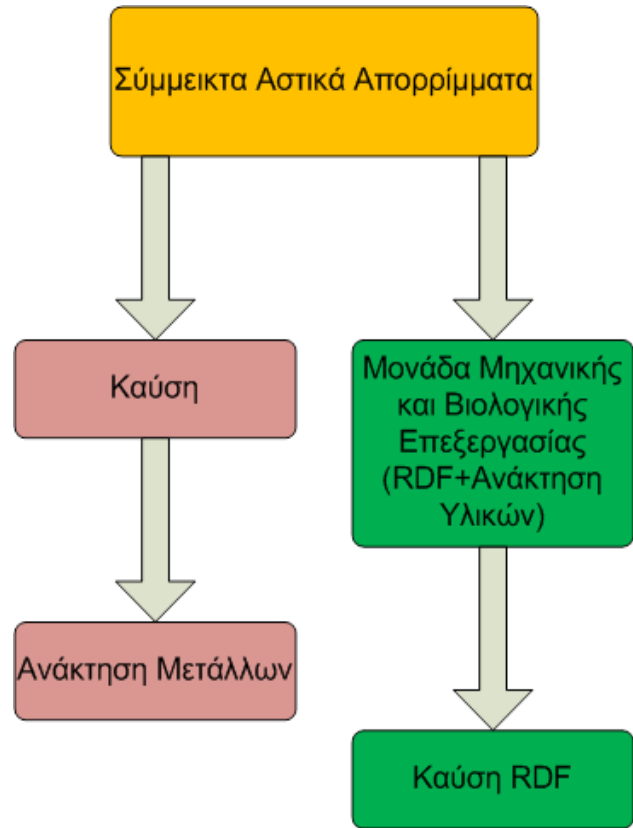 Σύμμεικτα Αστικά Απορρίμματα
Καύση
Ανάκτηση Μετάλλων
Μονάδα Μηχανικής
και Βιολογικής
Επεξεργασίας
(RDF+Ανάκτηση
Υλικών)
Καύση RDF